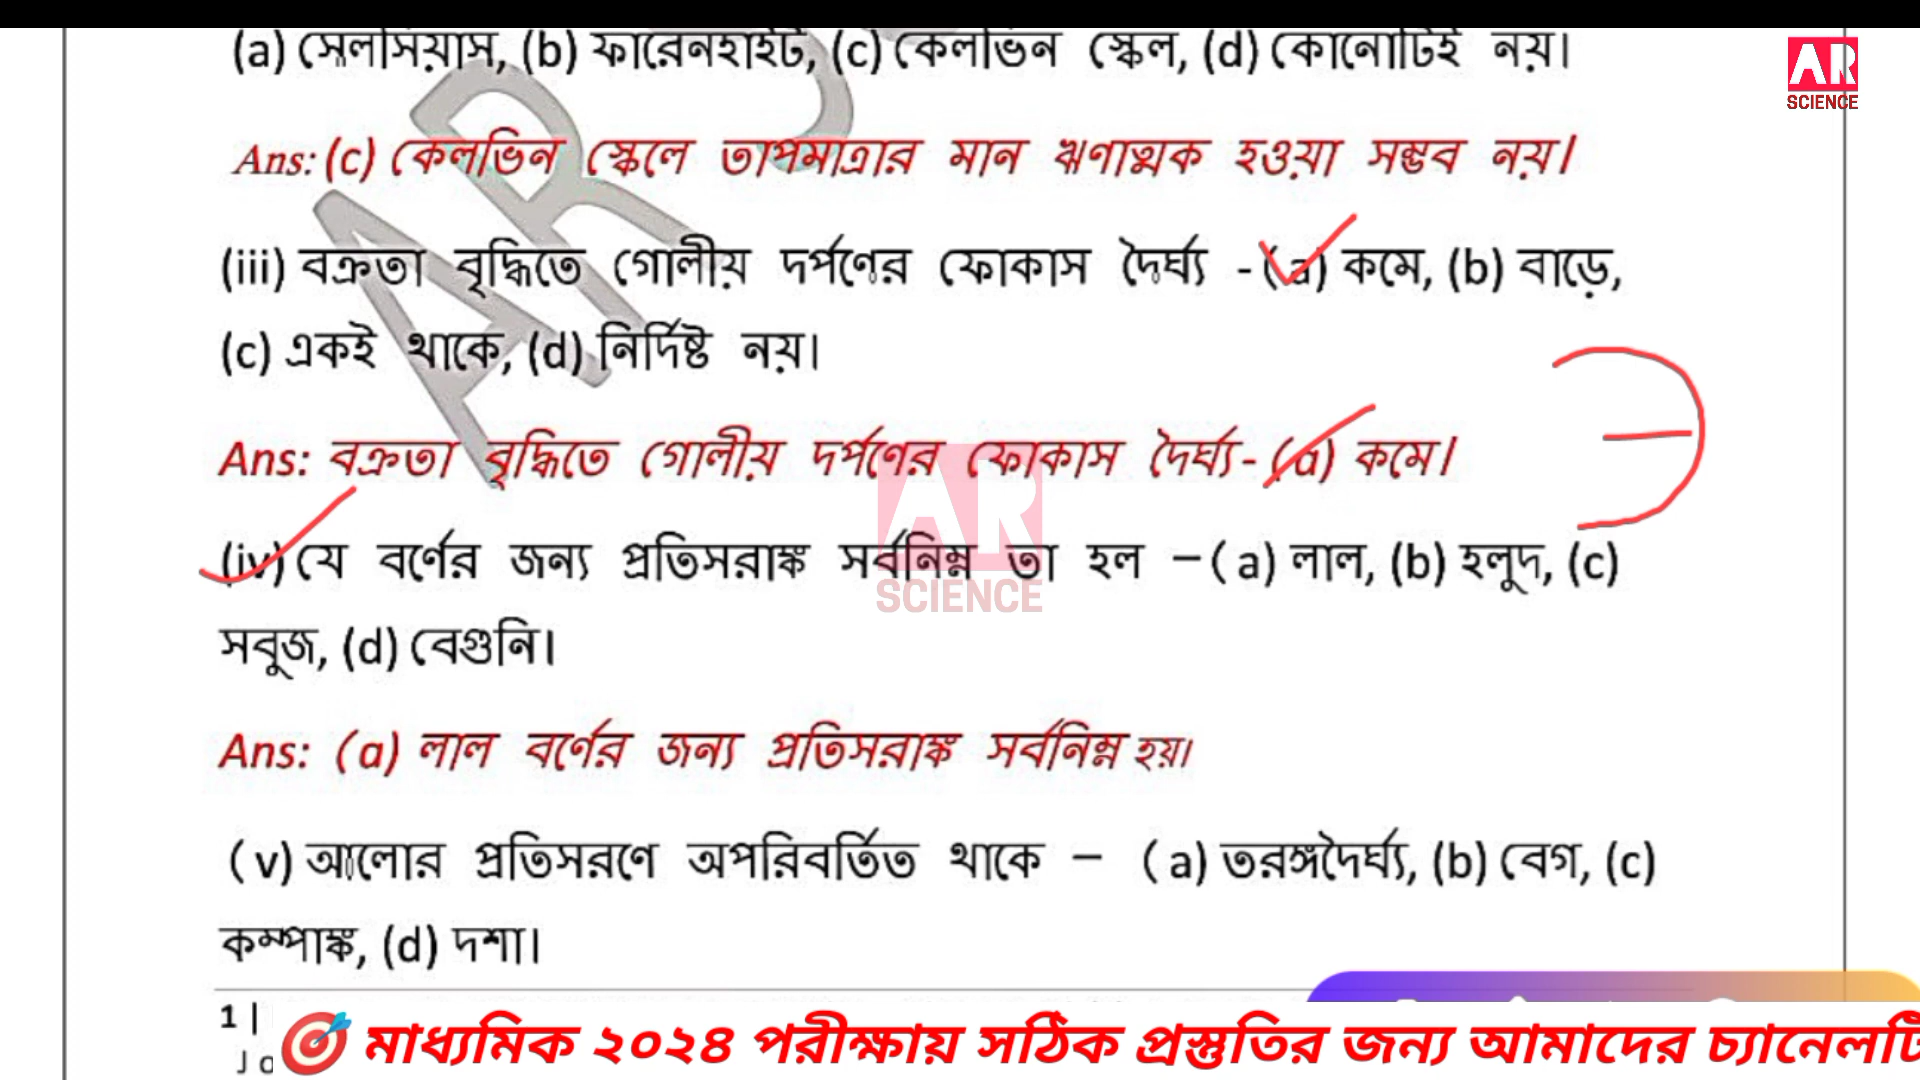 (a) সেলসিয়াস, (b) ফারেনহাইট, (c) কেলভিন স্কেল, (d) কোনোটিই নয়।
AR
SCIENCE
Ans: (c) কেলভিন স্কেলে তাপমাত্রার মান ঋণাত্মক হওয়া সম্ভব নয়।
(iii) বক্রতা বৃদ্ধিতে গোলীয় দর্পণের ফোকাস দৈর্ঘ্য - (a) কমে, (b) বাড়ে,
(c) একই থাকে, (d) নির্দিষ্ট নয়।
Ans: বক্রতা বৃদ্ধিতে গোলীয় দর্পণের ফোকাস দৈর্ঘ্য- (a) কমে।
(iv) যে বর্ণের জন্য প্রতিসরাঙ্ক সর্বনিম্ন তা হল – (a) লাল, (b) হলুদ, (c)
AR
SCIENCE
সবুজ, (d) বেগুনি।
Ans: (a) লাল বর্ণের জন্য প্রতিসরাঙ্ক সর্বনিম্ন হয়।
(v) আলোর প্রতিসরণে অপরিবর্তিত থাকে – (a) তরঙ্গদৈর্ঘ্য, (b) বেগ, (c)
কম্পাঙ্ক, (d) দশা।
1 |
মাধ্যমিক ২০২৪ পরীক্ষায় সঠিক প্রস্তুতির জন্য আমাদের চ্যানেলটি